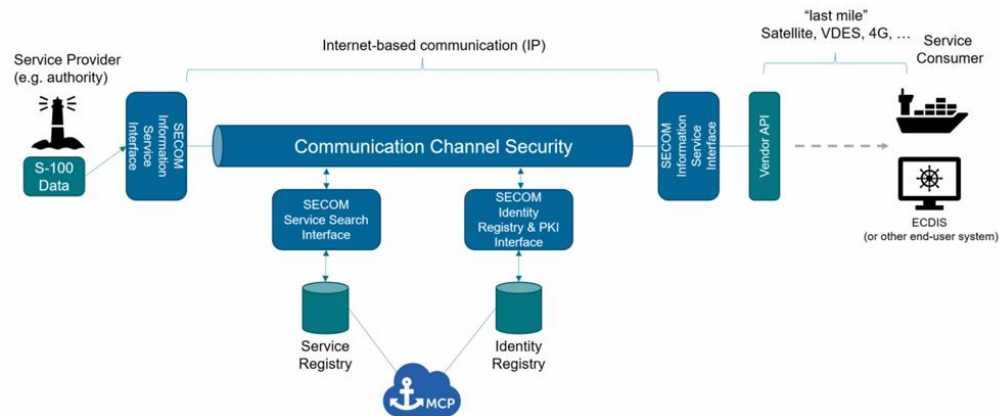 "last mile"
Satellite, VDES, 4G, ...
Service
Consumer
Internet-based communication (IP)
Service Provider
(e.g. authority)
S-100
Data
SECOM
Information
Service
Interface
Communication Channel Security
SECOM
Information
Service
Interface
Vendor API
SECOM
Service Search
Interface
SECOM
Identity
Registry & PKI
Interface
ECDIS
(or other end-user system)
Service
Registry
Identity
Registry
MCP